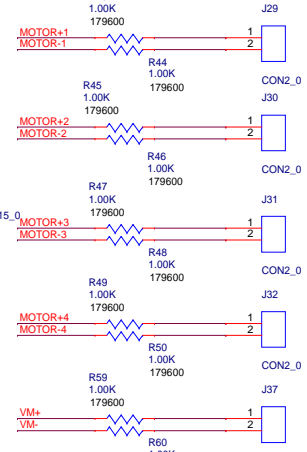 1.00K
179600
J29
MOTOR+1
1
MOTOR-1
2
R44
1.00K
179600
CON2_0
R45
1.00K
179600
J30
MOTOR+2
1
MOTOR-2
2
R46
1.00K
179600
CON2_0
R47
1.00K
179600
J31
15_0
MOTOR+3
1
MOTOR-3
2
R48
1.00K
179600
CON2_0
R49
1.00K
179600
J32
MOTOR+4
1
MOTOR-4
2
R50
1.00K
179600
CON2_0
R59
1.00K
179600
J37
VM+
1
VM-
2
R60